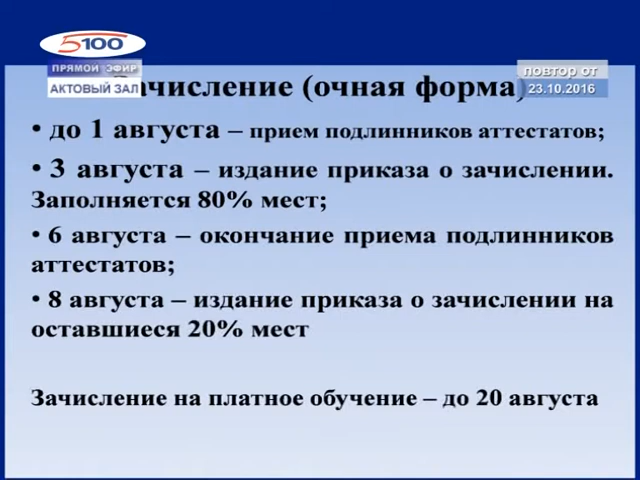 5100
ПРЯМОЙ ЭФИР
АКТОВЫЙ ЗАЛ
повтор от
23.10.2016
Зачисление (очная форма)
• до 1 августа – прием подлинников аттестатов;
• 3 августа – издание приказа о зачислении.
Заполняется 80% мест;
• 6 августа – окончание приема подлинников
аттестатов;
• 8 августа – издание приказа о зачислении на
оставшиеся 20% мест
Зачисление на платное обучение – до 20 августа